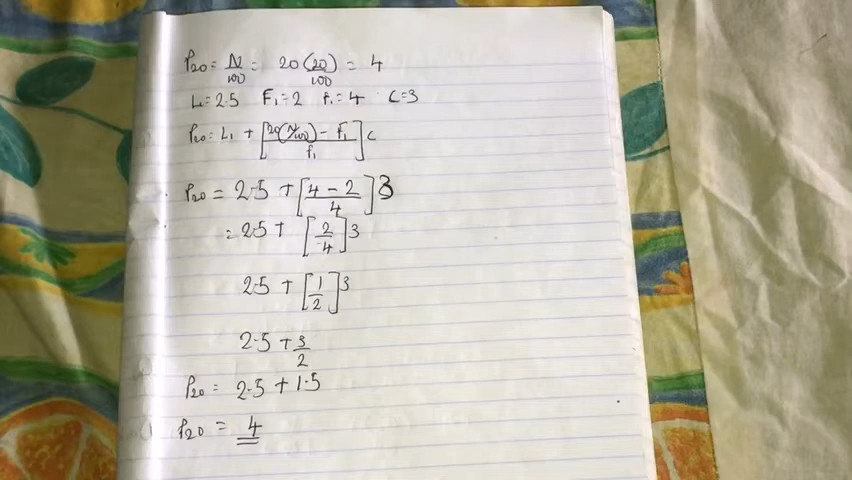 P20 = N/100 = 20(20/100) = 4
L1=2.5 F1=2 f1=4 C=3
P20 = L1 + [20(N/100) - F1 / f1] c
P20 = 2.5 + [4-2 / 4] 3
= 2.5 + [2/4] 3
2.5 + [1/2] 3
2.5 + 3/2
P20 = 2.5 + 1.5
P20 = 4